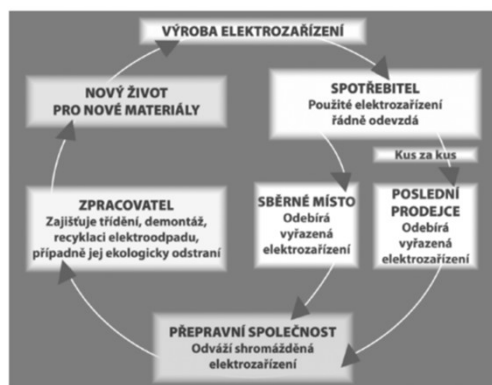 VÝROBA ELEKTROZAŘÍZENÍ
SPOTŘEBITEL
Použité elektrozařízení
řádně odevzdá
Kus za kus
SBĚRNÉ MÍSTO
Odebírá
vyřazená
elektrozařízení
POSLEDNÍ
PRODEJCE
Odebírá
vyřazená
elektrozařízení
PŘEPRAVNÍ SPOLEČNOST
Odváží shromážděná
elektrozařízení
ZPRACOVATEL
Zajišťuje třídění, demontáž,
recyklaci elektroodpadu,
případně jej ekologicky odstraní
NOVÝ ŽIVOT
PRO NOVÉ MATERIÁLY